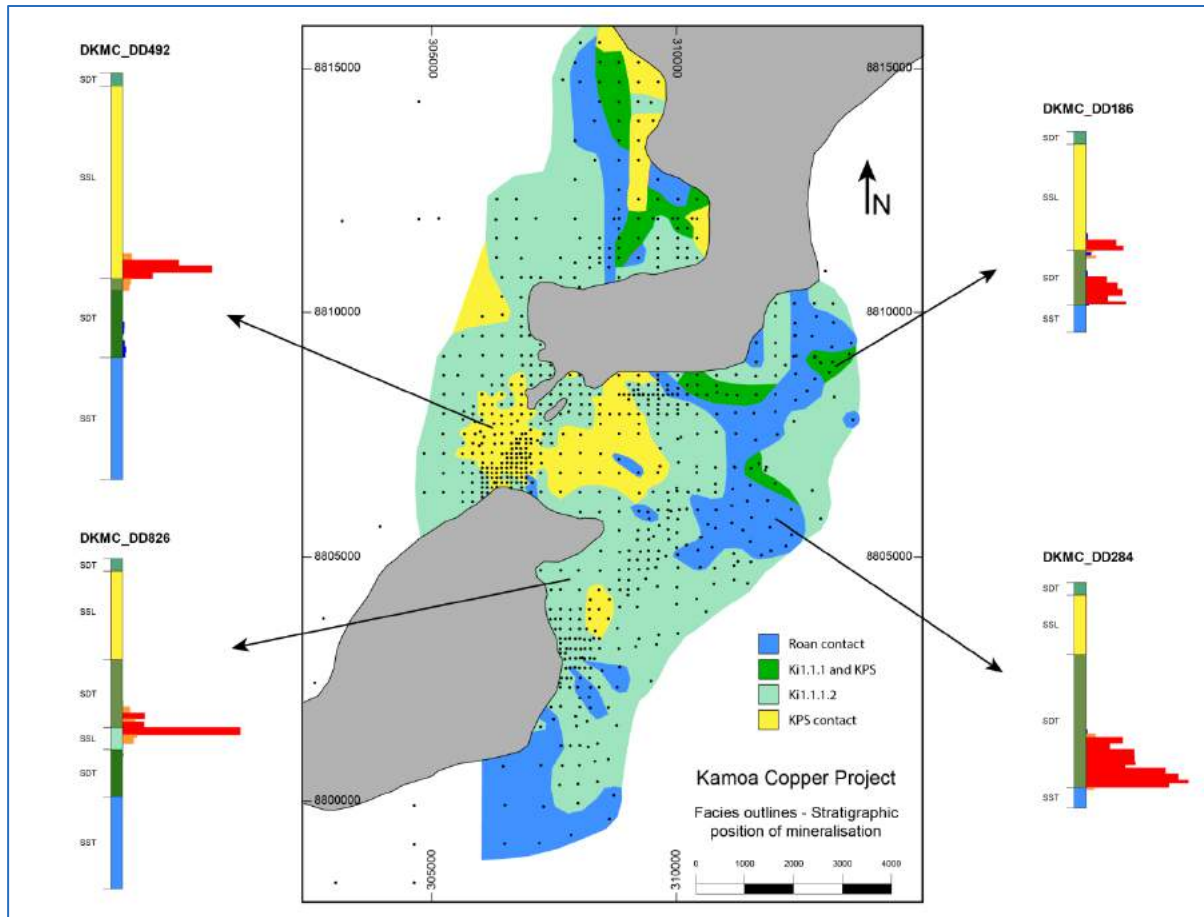 DKMC_DD492
SDT
SSL
SDT
SST
DKMC_DD826
SDT
SSL
SDT
SSL
SDT
SST
305000
310000
8815000
8815000
N
8810000
8810000
8805000
8805000
8800000
305000
310000
Roan contact
Ki1.1.1 and KPS
Ki1.1.1.2
KPS contact
Kamoa Copper Project
Facies outlines - Stratigraphic
position of mineralisation
0 1000 2000 3000 4000
DKMC_DD186
SDT
SSL
SDT
SST
DKMC_DD284
SDT
SSL
SDT
SST